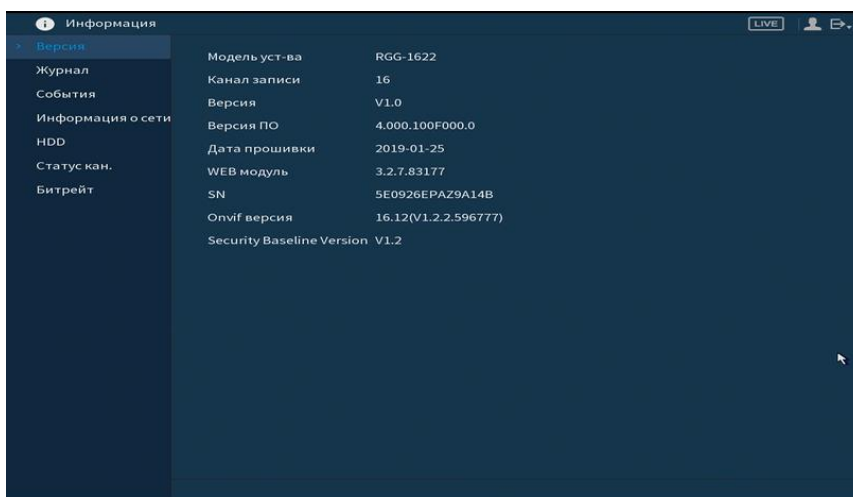 Информация
LIVE
Версия
Журнал
События
Информация о сети
HDD
Статус кан.
Битрейт
Модель уст-ва RGG-1622
Канал записи 16
Версия V1.0
Версия ПО 4.000.100F000.0
Дата прошивки 2019-01-25
WEB модуль 3.2.7.83177
SN 5E0926EPAZ9A14B
Onvif версия 16.12(V1.2.2.596777)
Security Baseline Version V1.2